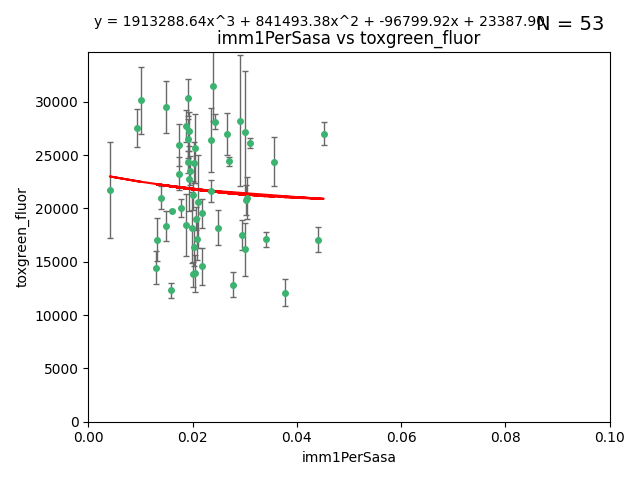 y = 1913288.64x^3 + 841493.38x^2 + -96799.92x + 23387.90
N = 53
imm1PerSasa vs toxgreen_fluor
30000
25000
20000
15000
10000
5000
0
toxgreen_fluor
0.00 0.02 0.04 0.06 0.08 0.10
imm1PerSasa